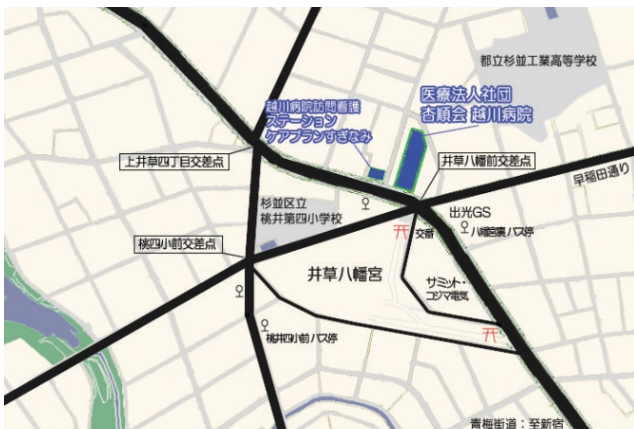 都立杉並工業高等学校
医療法人社団
杏順会 越川病院
越川病院訪問看護
ステーション
ケアプランすぎなみ
上井草四丁目交差点
井草八幡前交差点
早稲田通り
杉並区立
桃井第四小学校
出光GS
交番
八幡宮裏バス停
桃四小前交差点
井草八幡宮
サミット・
コジマ電気
桃井四小前バス停
青梅街道：至新宿